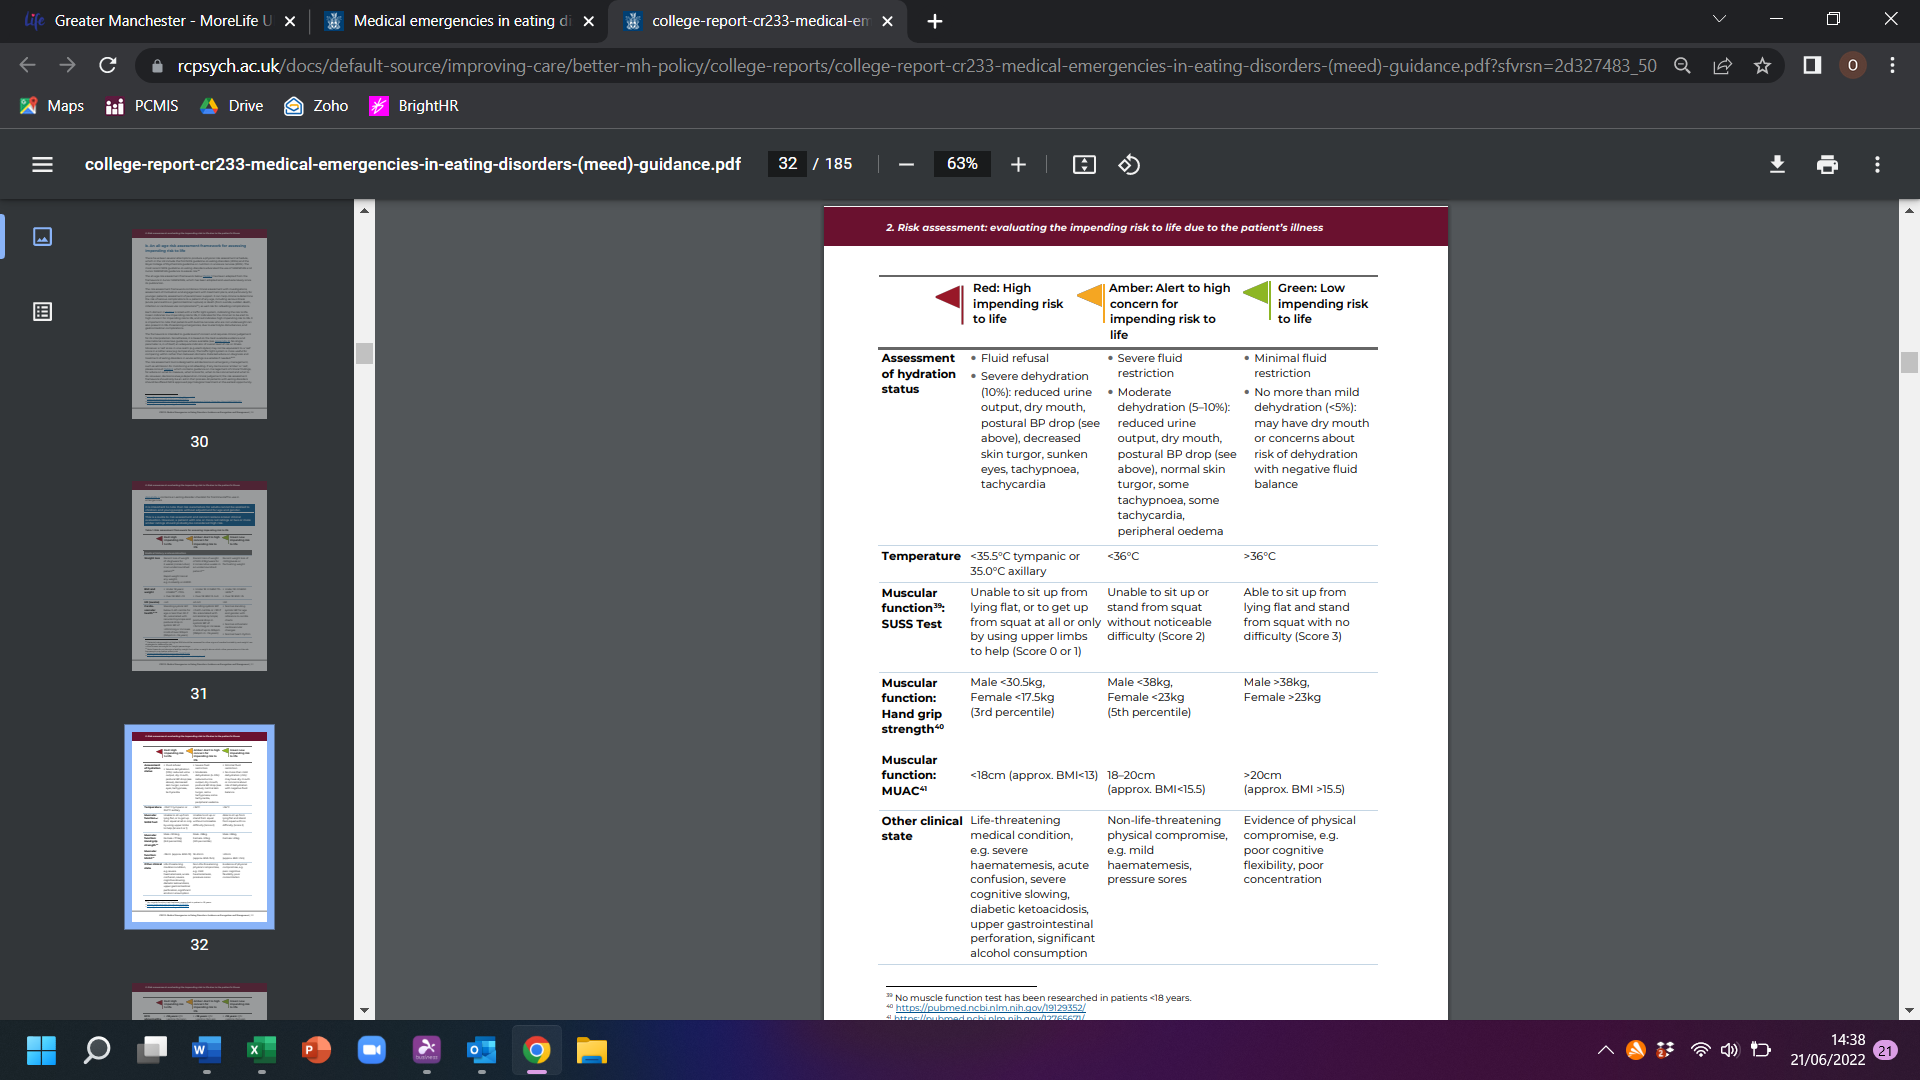 Greater Manchester - MoreLife U
Medical emergencies in eating di
college-report-cr233-medical-em
rcpsych.ac.uk/docs/default-source/improving-care/better-mh-policy/college-reports/college-report-cr233-medical-emergencies-in-eating-disorders-(meed)-guidance.pdf?sfvrsn=2d327483_50
O
Maps PCMIS Drive Zoho BrightHR
college-report-cr233-medical-emergencies-in-eating-disorders-(meed)-guidance.pdf
32 / 185
63%
30
31
32
2. Risk assessment: evaluating the impending risk to life due to the patient's illness
Red: High
impending risk
to life
Amber: Alert to high
concern for
impending risk to
life
Green: Low
impending risk
to life
Assessment
of hydration
status
• Fluid refusal
• Severe dehydration
(10%): reduced urine
output, dry mouth,
postural BP drop (see
above), decreased
skin turgor, sunken
eyes, tachypnoea,
tachycardia
• Severe fluid
restriction
• Moderate
dehydration (5–10%):
reduced urine
output, dry mouth,
postural BP drop (see
above), normal skin
turgor, some
tachypnoea, some
tachycardia,
peripheral oedema
• Minimal fluid
restriction
• No more than mild
dehydration (<5%):
may have dry mouth
or concerns about
risk of dehydration
with negative fluid
balance
Temperature
<35.5°C tympanic or
35.0°C axillary
<36°C
>36°C
Muscular
function³⁹:
SUSS Test
Unable to sit up from
lying flat, or to get up
from squat at all or only
by using upper limbs
to help (Score 0 or 1)
Unable to sit up or
stand from squat
without noticeable
difficulty (Score 2)
Able to sit up from
lying flat and stand
from squat with no
difficulty (Score 3)
Muscular
function:
Hand grip
strength⁴⁰
Male <30.5kg,
Female <17.5kg
(3rd percentile)
Male <38kg,
Female <23kg
(5th percentile)
Male >38kg,
Female >23kg
Muscular
function:
MUAC⁴¹
<18cm (approx. BMI<13)
18–20cm
(approx. BMI<15.5)
>20cm
(approx. BMI >15.5)
Other clinical
state
Life-threatening
medical condition,
e.g. severe
haematemesis, acute
confusion, severe
cognitive slowing,
diabetic ketoacidosis,
upper gastrointestinal
perforation, significant
alcohol consumption
Non-life-threatening
physical compromise,
e.g. mild
haematemesis,
pressure sores
Evidence of physical
compromise, e.g.
poor cognitive
flexibility, poor
concentration
³⁹ No muscle function test has been researched in patients <18 years.
⁴⁰ https://pubmed.ncbi.nlm.nih.gov/19129352/
⁴¹ https://pubmed.ncbi.nlm.nih.gov/12765671/
14:38
21/06/2022
21